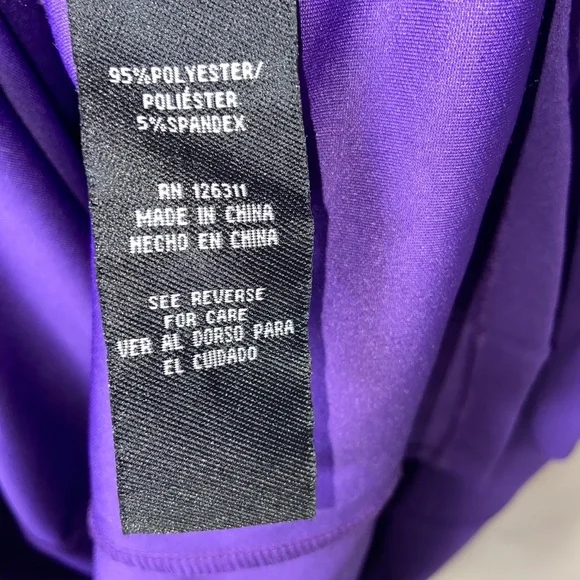 95%POLYESTER/
POLIÉSTER
5%SPANDEX
RN 126311
MADE IN CHINA
HECHO EN CHINA
SEE REVERSE
FOR CARE
VER AL DORSO PARA
EL CUIDADO